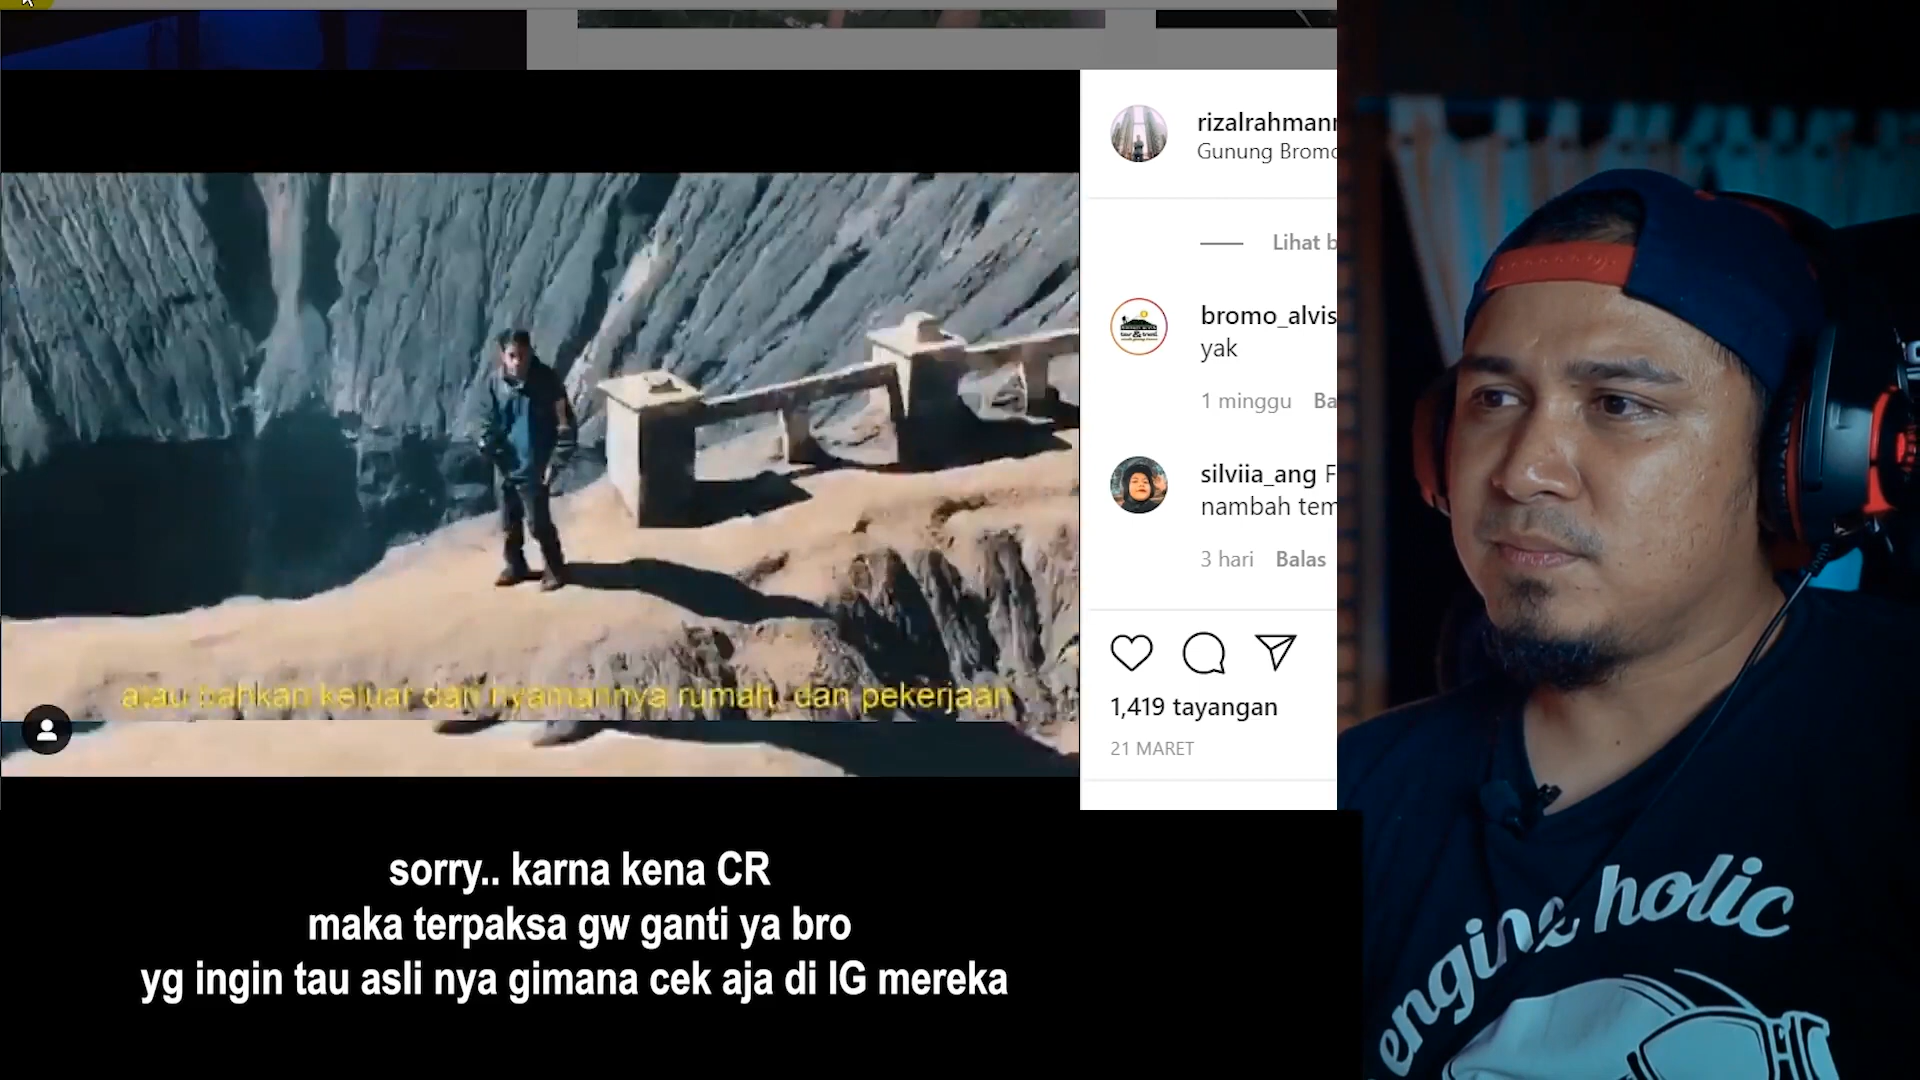 rizalrahman
Gunung Bromo
Lihat b
bromo_alvis
yak
1 minggu Ba
silviia_ang F
nambah tem
3 hari Balas
1,419 tayangan
21 MARET
atau bahkan keluar dari nyamannya rumah, dan pekerjaan
sorry.. karna kena CR
maka terpaksa gw ganti ya bro
yg ingin tau asli nya gimana cek aja di IG mereka
engine holic